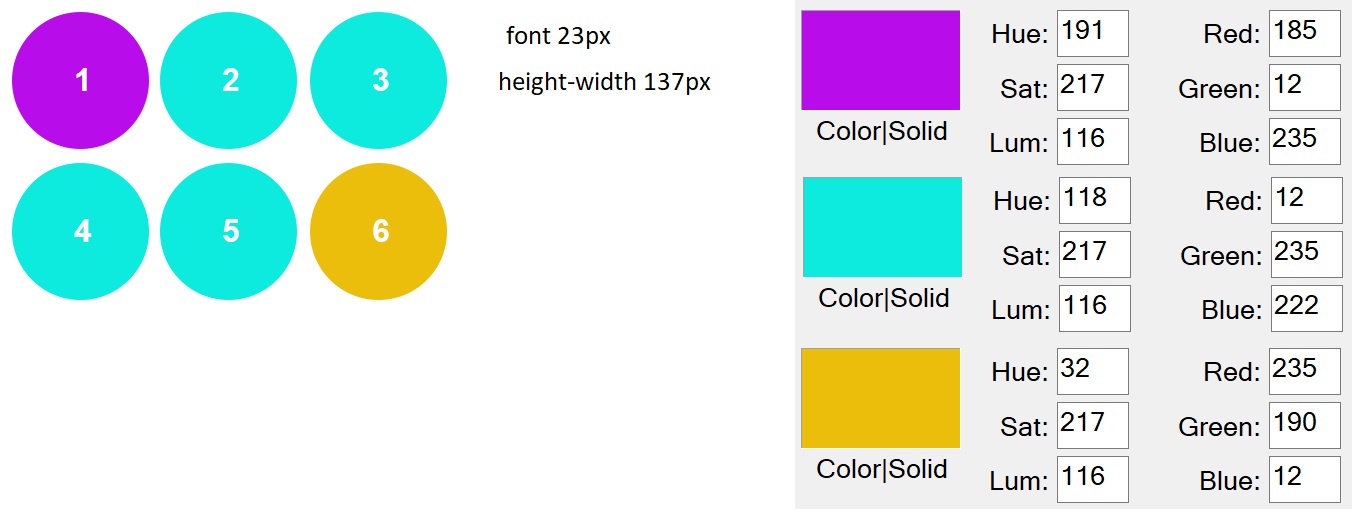 1 2 3
4 5 6
font 23px
height-width 137px
Hue: 191 Red: 185
Sat: 217 Green: 12
Color|Solid
Lum: 116 Blue: 235
Hue: 118 Red: 12
Sat: 217 Green: 235
Color|Solid
Lum: 116 Blue: 222
Hue: 32 Red: 235
Sat: 217 Green: 190
Color|Solid
Lum: 116 Blue: 12